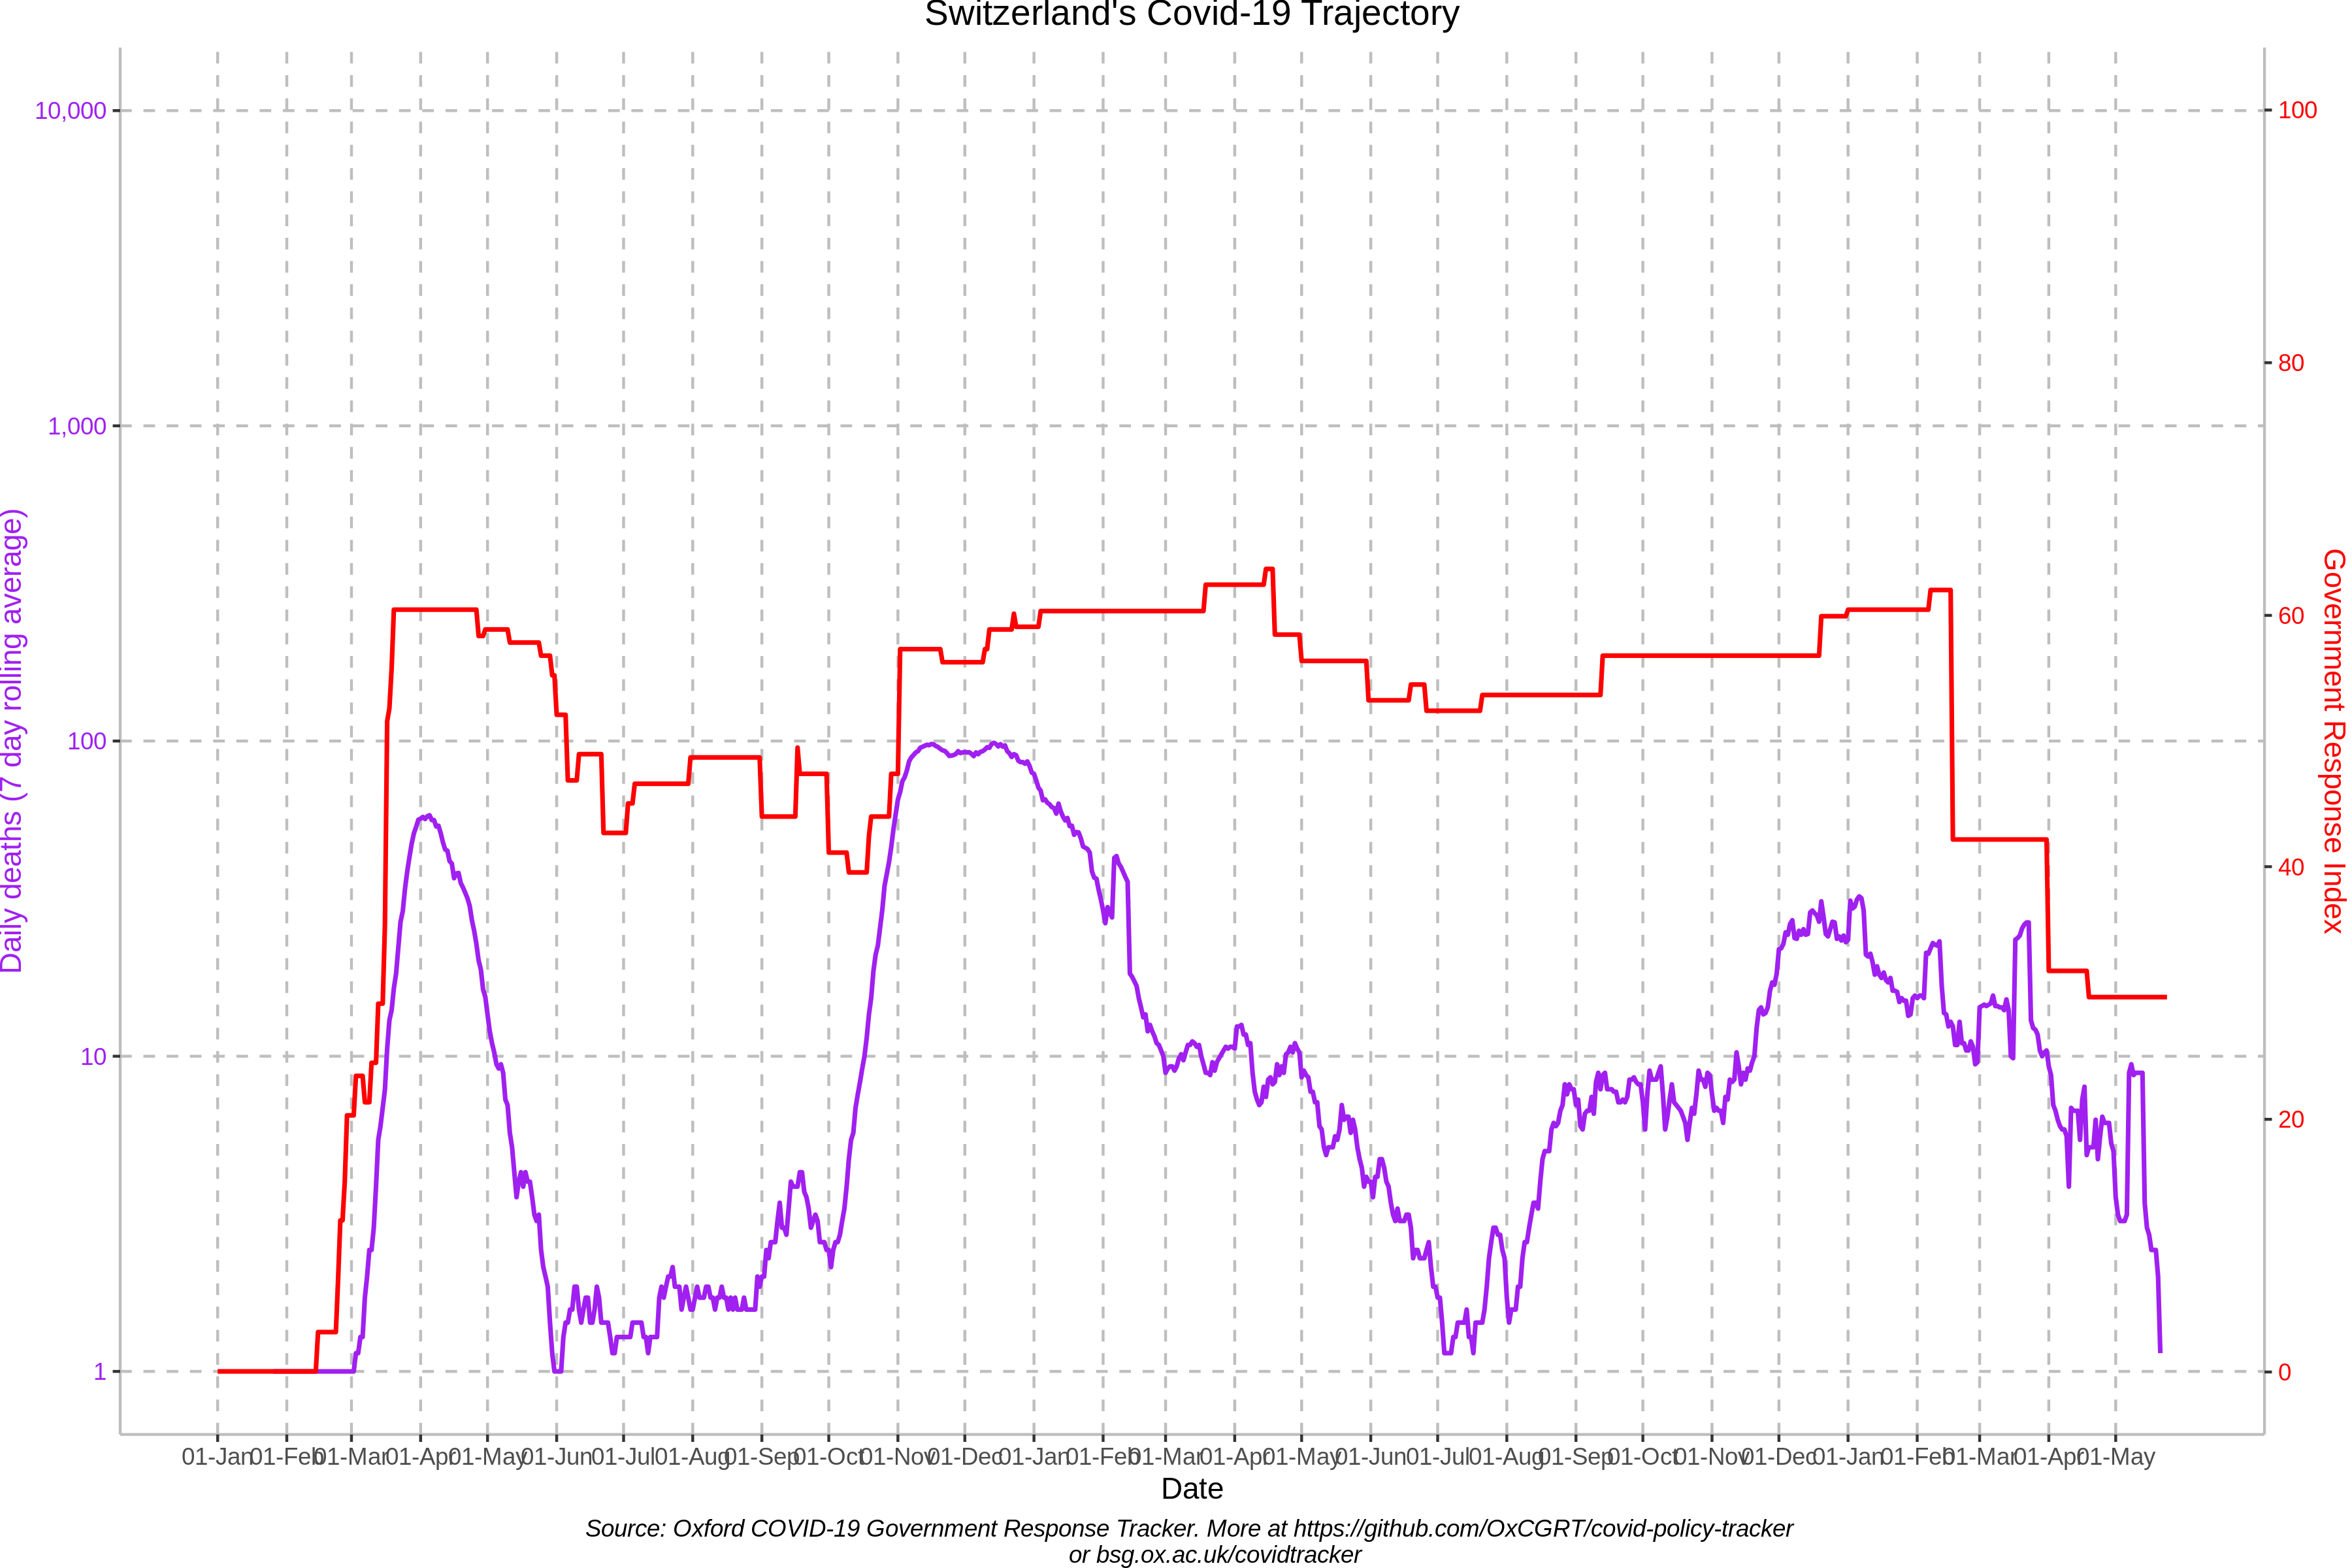 Switzerland's Covid-19 Trajectory
10,000
1,000
100
10
1
Daily deaths (7 day rolling average)
100
80
60
40
20
0
Government Response Index
01-Jan 01-Feb 01-Mar 01-Apr 01-May 01-Jun 01-Jul 01-Aug 01-Sep 01-Oct 01-Nov 01-Dec 01-Jan 01-Feb 01-Mar 01-Apr 01-May 01-Jun 01-Jul 01-Aug 01-Sep 01-Oct 01-Nov 01-Dec 01-Jan 01-Feb 01-Mar 01-Apr 01-May
Date
Source: Oxford COVID-19 Government Response Tracker. More at https://github.com/OxCGRT/covid-policy-tracker
or bsg.ox.ac.uk/covidtracker